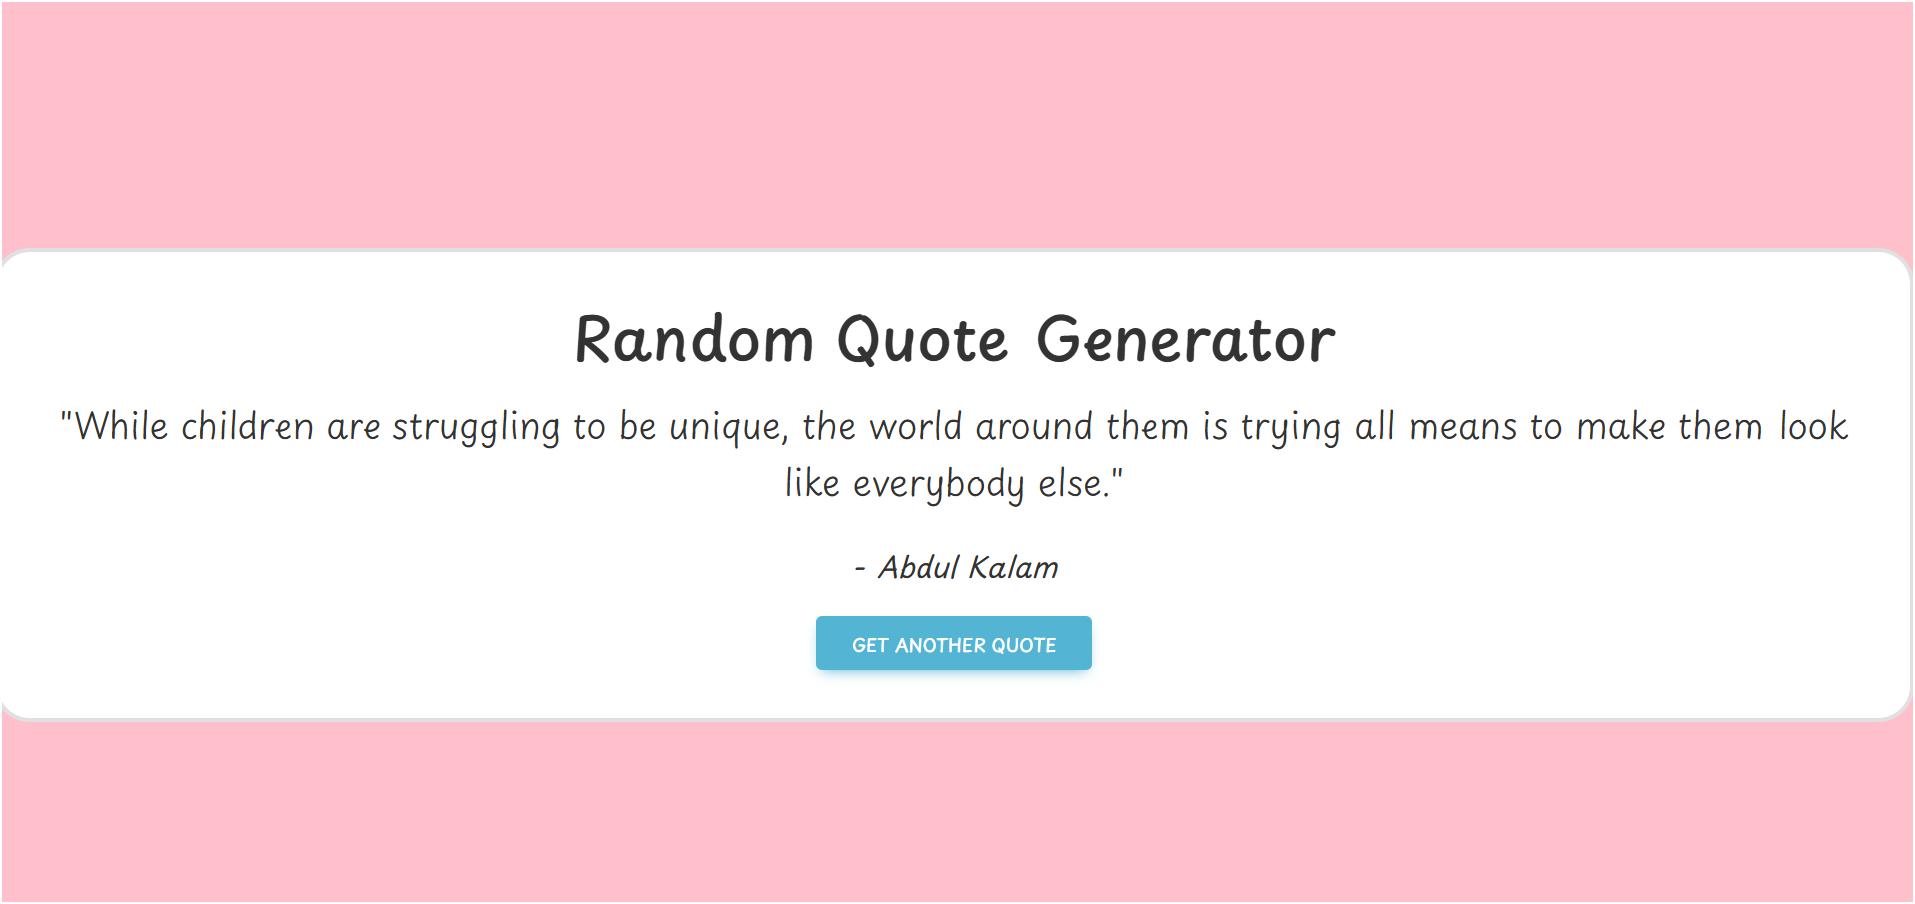 Random Quote Generator
"While children are struggling to be unique, the world around them is trying all means to make them look
like everybody else."
- Abdul Kalam
GET ANOTHER QUOTE